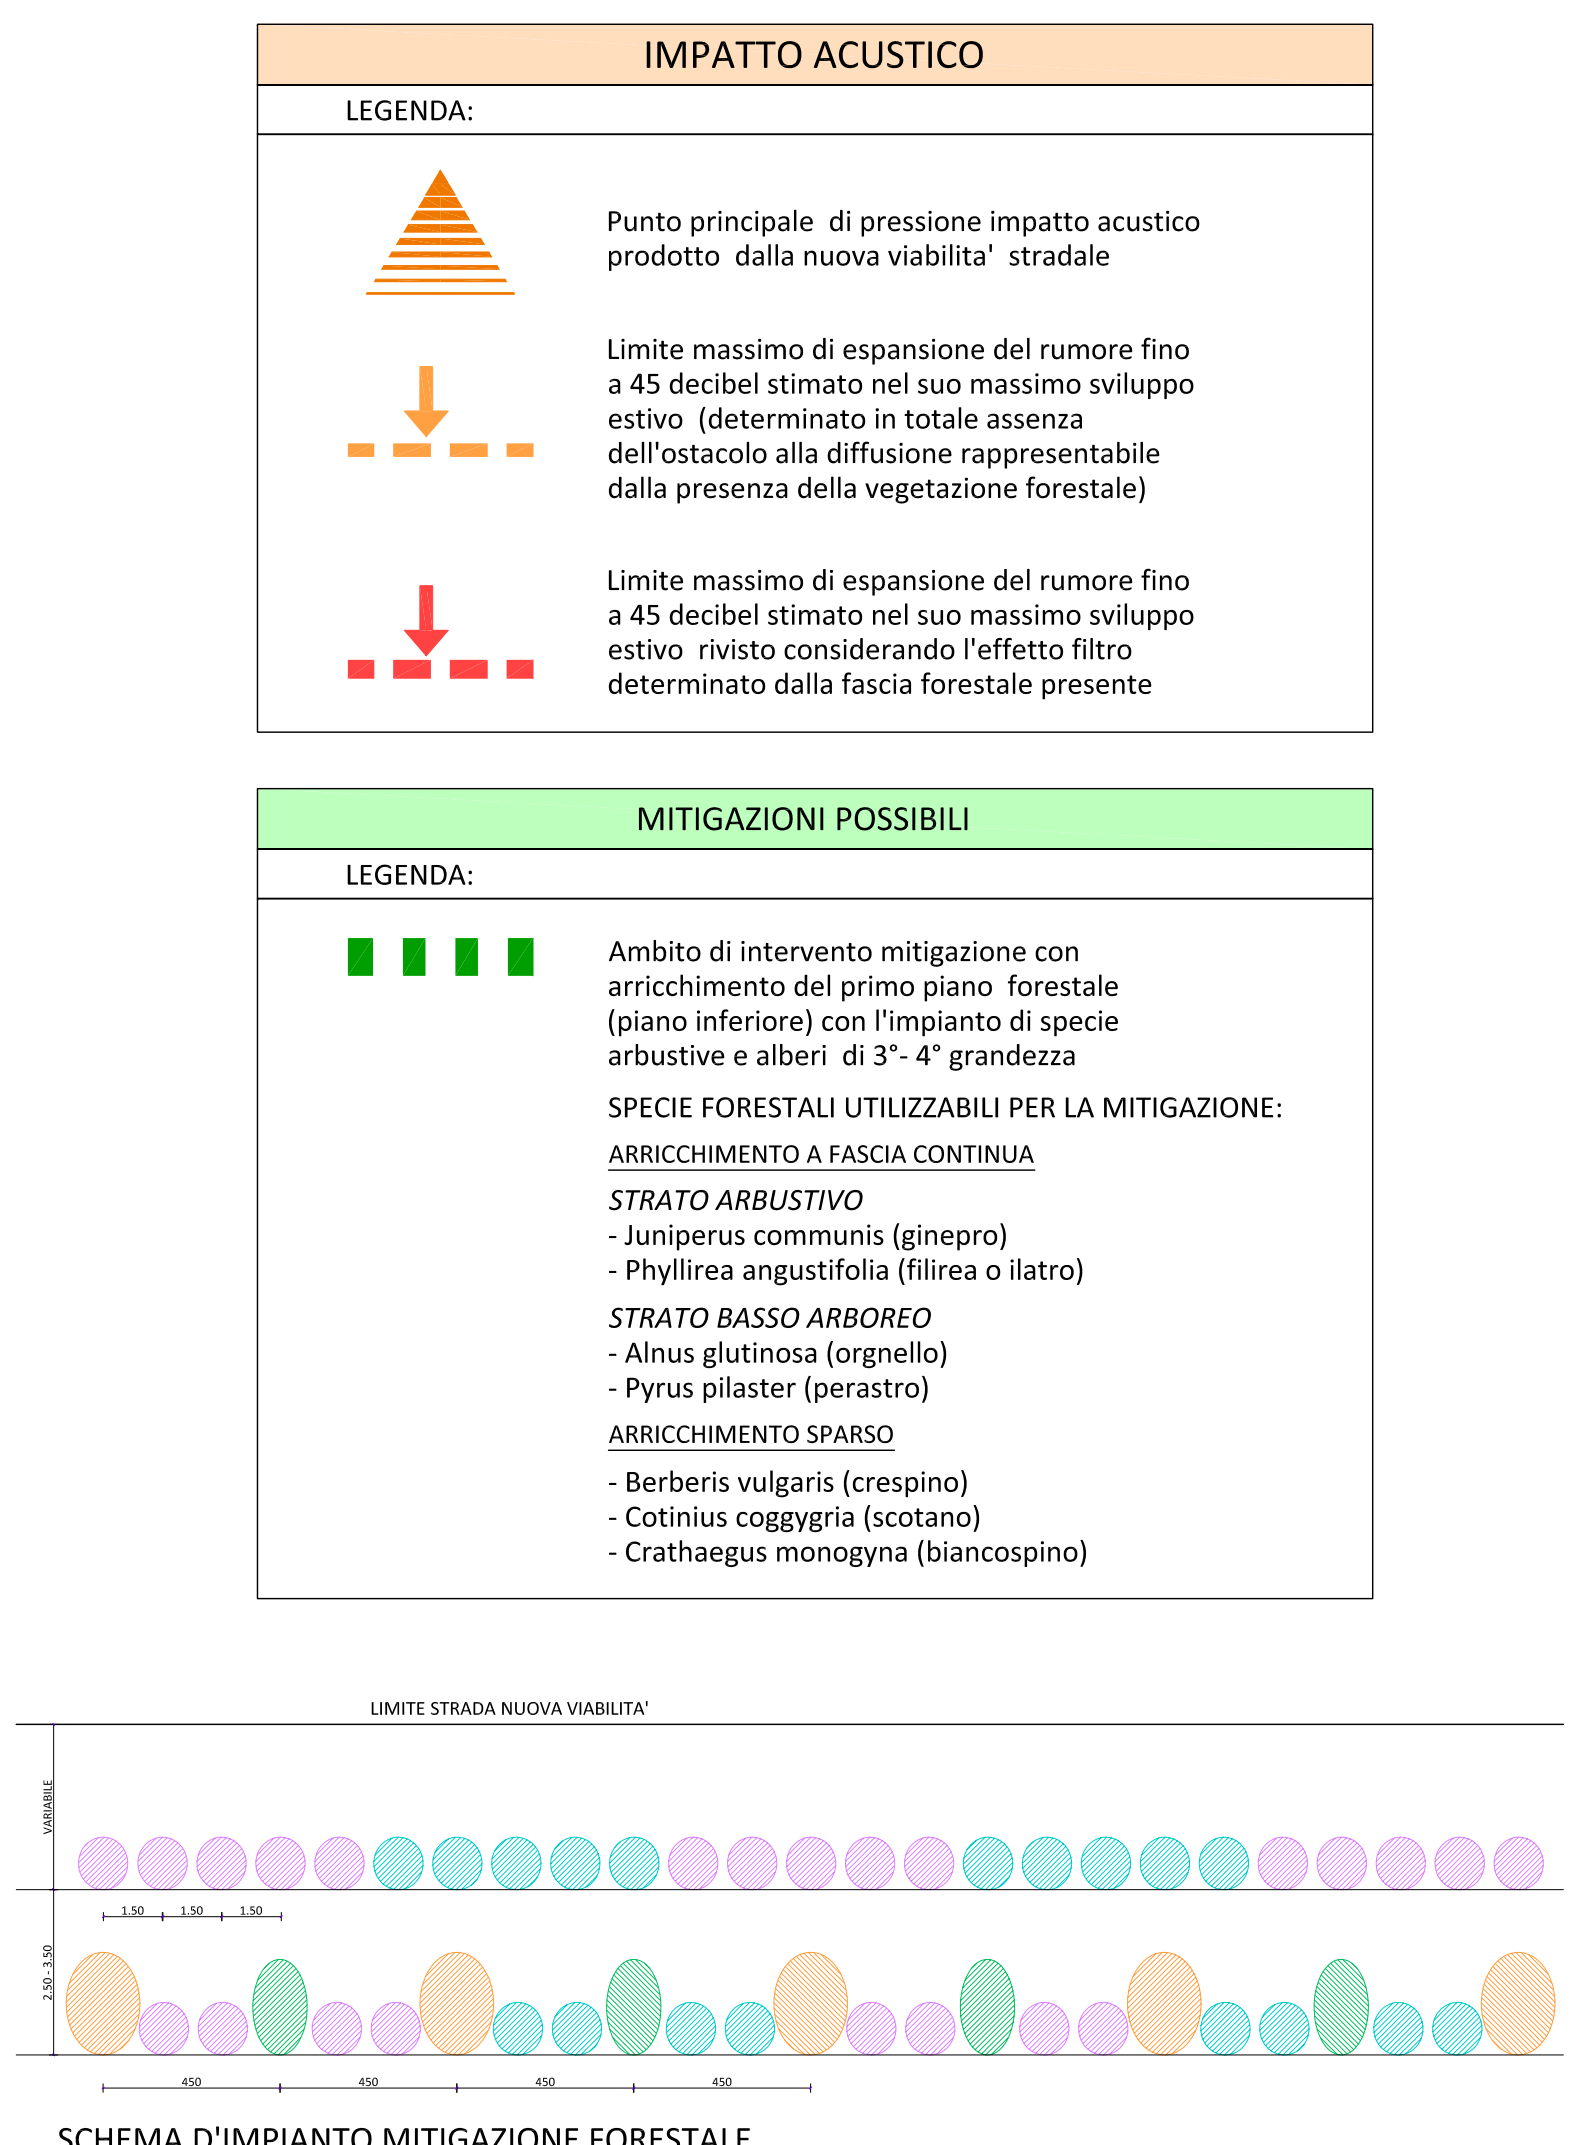 IMPATTO ACUSTICO
LEGENDA:
Punto principale  di pressione impatto acustico
prodotto  dalla nuova viabilita'  stradale
Limite massimo di espansione del rumore fino
a 45 decibel stimato nel suo massimo sviluppo
estivo  (determinato in totale assenza
dell'ostacolo alla diffusione rappresentabile
dalla presenza della vegetazione forestale)
Limite massimo di espansione del rumore fino
a 45 decibel stimato nel suo massimo sviluppo
estivo  rivisto considerando l'effetto filtro
determinato dalla fascia forestale presente
MITIGAZIONI POSSIBILI
LEGENDA:
Ambito di intervento mitigazione con
arricchimento del primo piano  forestale
(piano inferiore) con l'impianto di specie
arbustive e alberi  di 3°- 4° grandezza
SPECIE FORESTALI UTILIZZABILI PER LA MITIGAZIONE:
ARRICCHIMENTO A FASCIA CONTINUA
STRATO ARBUSTIVO
- Juniperus communis (ginepro)
- Phyllirea angustifolia (filirea o ilatro)
STRATO BASSO ARBOREO
- Alnus glutinosa (orgnello)
- Pyrus pilaster (perastro)
ARRICCHIMENTO SPARSO
- Berberis vulgaris (crespino)
- Cotinius coggygria (scotano)
- Crathaegus monogyna (biancospino)
LIMITE STRADA NUOVA VIABILITA'
VARIABILE
1.50 1.50 1.50
2.50 - 3.50
450 450 450 450
SCHEMA D'IMPIANTO MITIGAZIONE FORESTALE